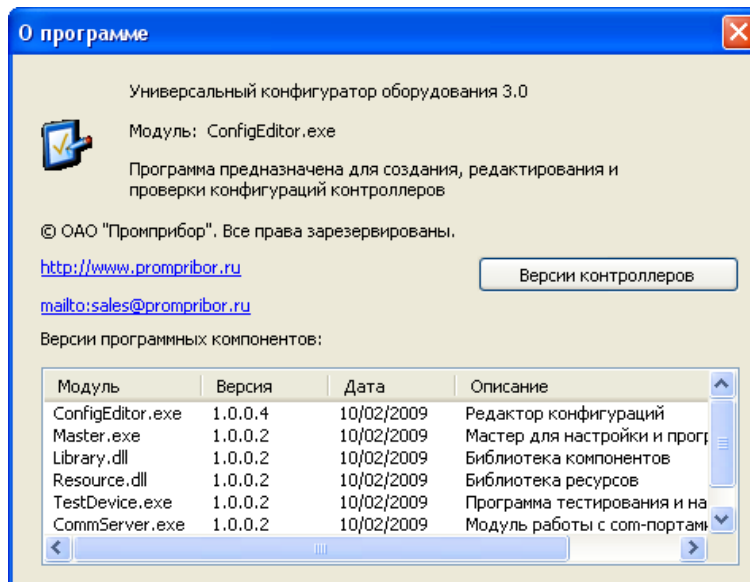 О программе
Универсальный конфигуратор оборудования 3.0
Модуль: ConfigEditor.exe
Программа предназначена для создания, редактирования и
проверки конфигураций контроллеров
© ОАО "Промприбор". Все права зарезервированы.
http://www.prompribor.ru
Версии контроллеров
mailto:sales@prompribor.ru
Версии программных компонентов:
Модуль Версия Дата Описание
ConfigEditor.exe 1.0.0.4 10/02/2009 Редактор конфигураций
Master.exe 1.0.0.2 10/02/2009 Мастер для настройки и прогр
Library.dll 1.0.0.2 10/02/2009 Библиотека компонентов
Resource.dll 1.0.0.2 10/02/2009 Библиотека ресурсов
TestDevice.exe 1.0.0.2 10/02/2009 Программа тестирования и на
CommServer.exe 1.0.0.2 10/02/2009 Модуль работы с com-портами